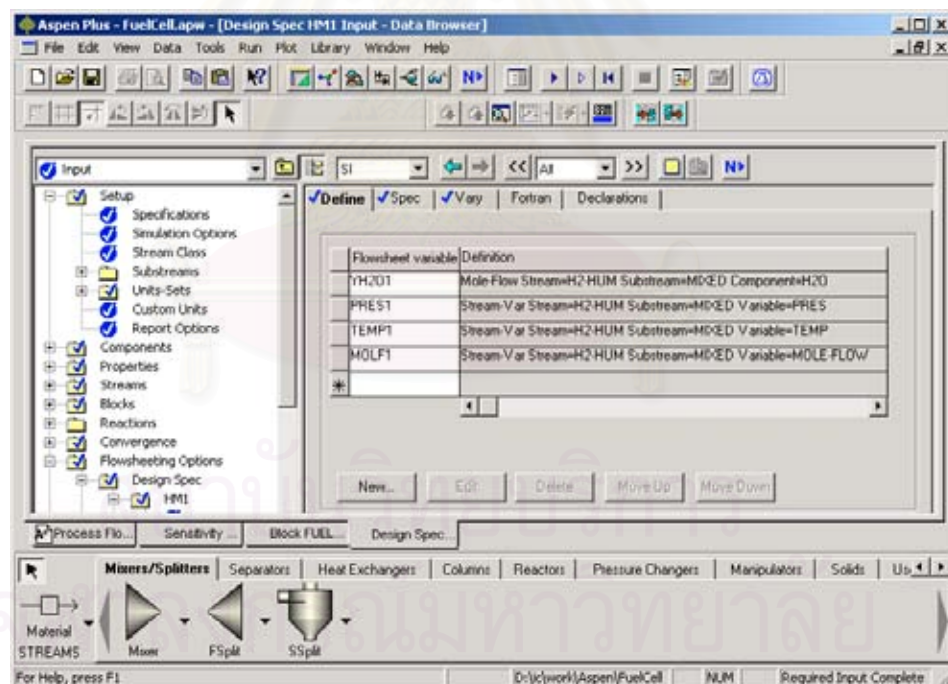 Aspen Plus - FuelCell.apw - [Design Spec HM1 Input - Data Browser]
File Edit View Data Tools Run Plot Library Window Help
N▸
Input SI << All >> N▸
Setup
Specifications
Simulation Options
Stream Class
Substreams
Units-Sets
Custom Units
Report Options
Components
Properties
Streams
Blocks
Reactions
Convergence
Flowsheeting Options
Design Spec
HM1
Define Spec Vary Fortran Declarations
Flowsheet variable Definition
YH2O1 Mole-Flow Stream=H2-HUM Substream=MIXED Component=H2O
PRES1 Stream-Var Stream=H2-HUM Substream=MIXED Variable=PRES
TEMP1 Stream-Var Stream=H2-HUM Substream=MIXED Variable=TEMP
MOLF1 Stream-Var Stream=H2-HUM Substream=MIXED Variable=MOLE-FLOW
*
New... Edit Delete Move Up Move Down
Process Flo... Sensitivity ... Block FUEL... Design Spec...
Mixers/Splitters Separators Heat Exchangers Columns Reactors Pressure Changers Manipulators Solids
Material
STREAMS Mixer FSplit SSplit
For Help, press F1 D:\ic\work\Aspen\FuelCell NUM Required Input Complete